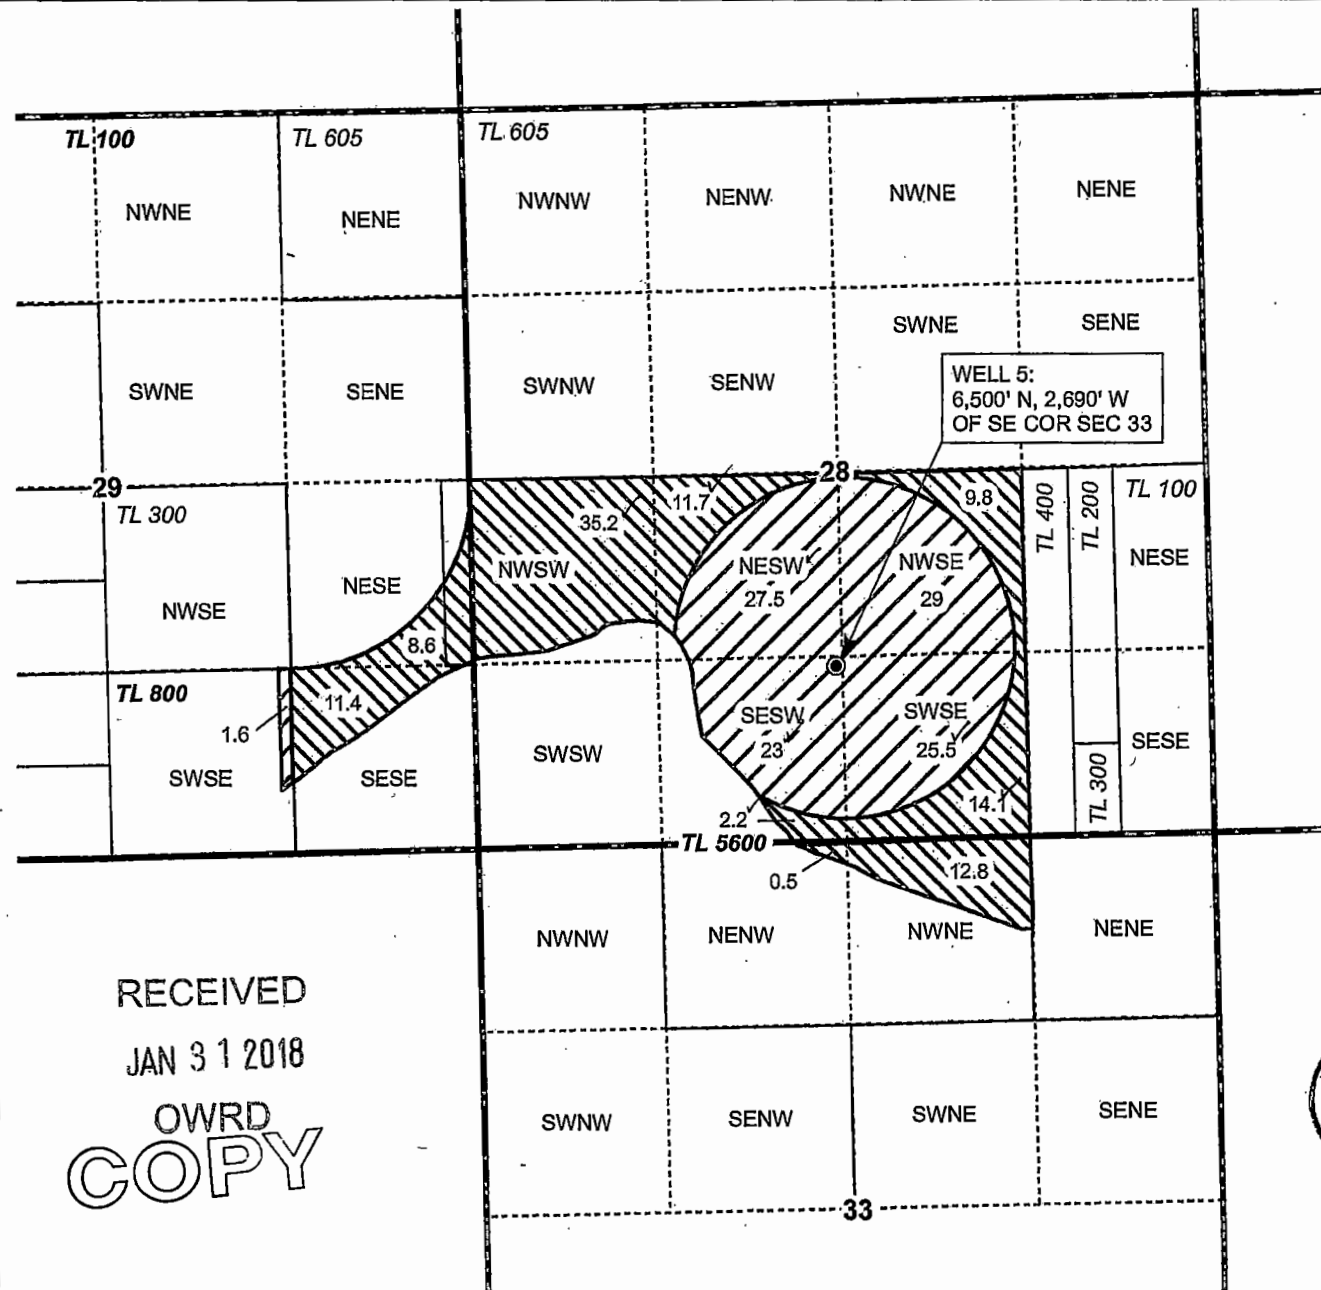 TL 100
TL 605
TL 605
NWNE
NENE
NWNW
NENW
NWNE
NENE
SWNE
SENE
SWNE
SENE
SWNW
SENW
WELL 5:
6,500' N, 2,690' W
OF SE COR SEC 33
29
28
TL 300
35.2
11.7
9.8
TL 400
TL 200
TL 100
NWSE
NESE
NWSW
NESW
27.5
NWSE
29
NESE
8.6
TL 800
11.4
1.6
SWSE
SESE
SWSW
SESW
23
SWSE
25.5
SESE
TL 300
14.1
2.2
TL 5600
0.5
12.8
NWNW
NENW
NWNE
NENE
RECEIVED
JAN 31 2018
OWRD
COPY
SWNW
SENW
SWNE
SENE
33